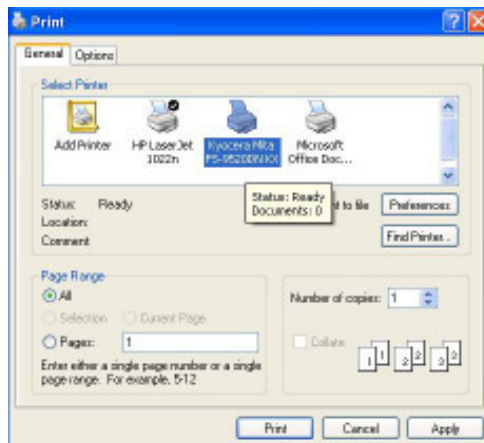 Print
General Options
Select Printer
Add Printer
HP LaserJet 1022n
Kyocera Mita FS-9520DN KX
Microsoft Office Doc...
Status: Ready
Location:
Comment
Status: Ready
Documents: 0
t to file
Preferences
Find Printer...
Page Range
All
Selection Current Page
Pages: 1
Enter either a single page number or a single
page range. For example, 5-12
Number of copies: 1
Collate
1 1 2 2 3 3
Print Cancel Apply